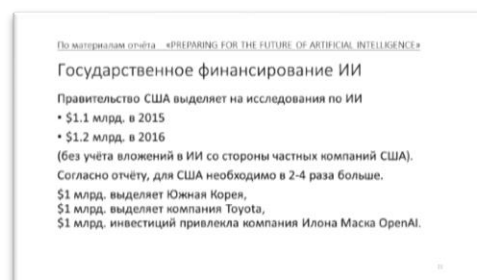 По материалам отчёта «PREPARING FOR THE FUTURE OF ARTIFICIAL INTELLIGENCE»
Государственное финансирование ИИ
Правительство США выделяет на исследования по ИИ
• $1.1 млрд. в 2015
• $1.2 млрд. в 2016
(без учёта вложений в ИИ со стороны частных компаний США).
Согласно отчёту, для США необходимо в 2-4 раза больше.
$1 млрд. выделяет Южная Корея,
$1 млрд. выделяет компания Toyota,
$1 млрд. инвестиций привлекла компания Илона Маска OpenAI.